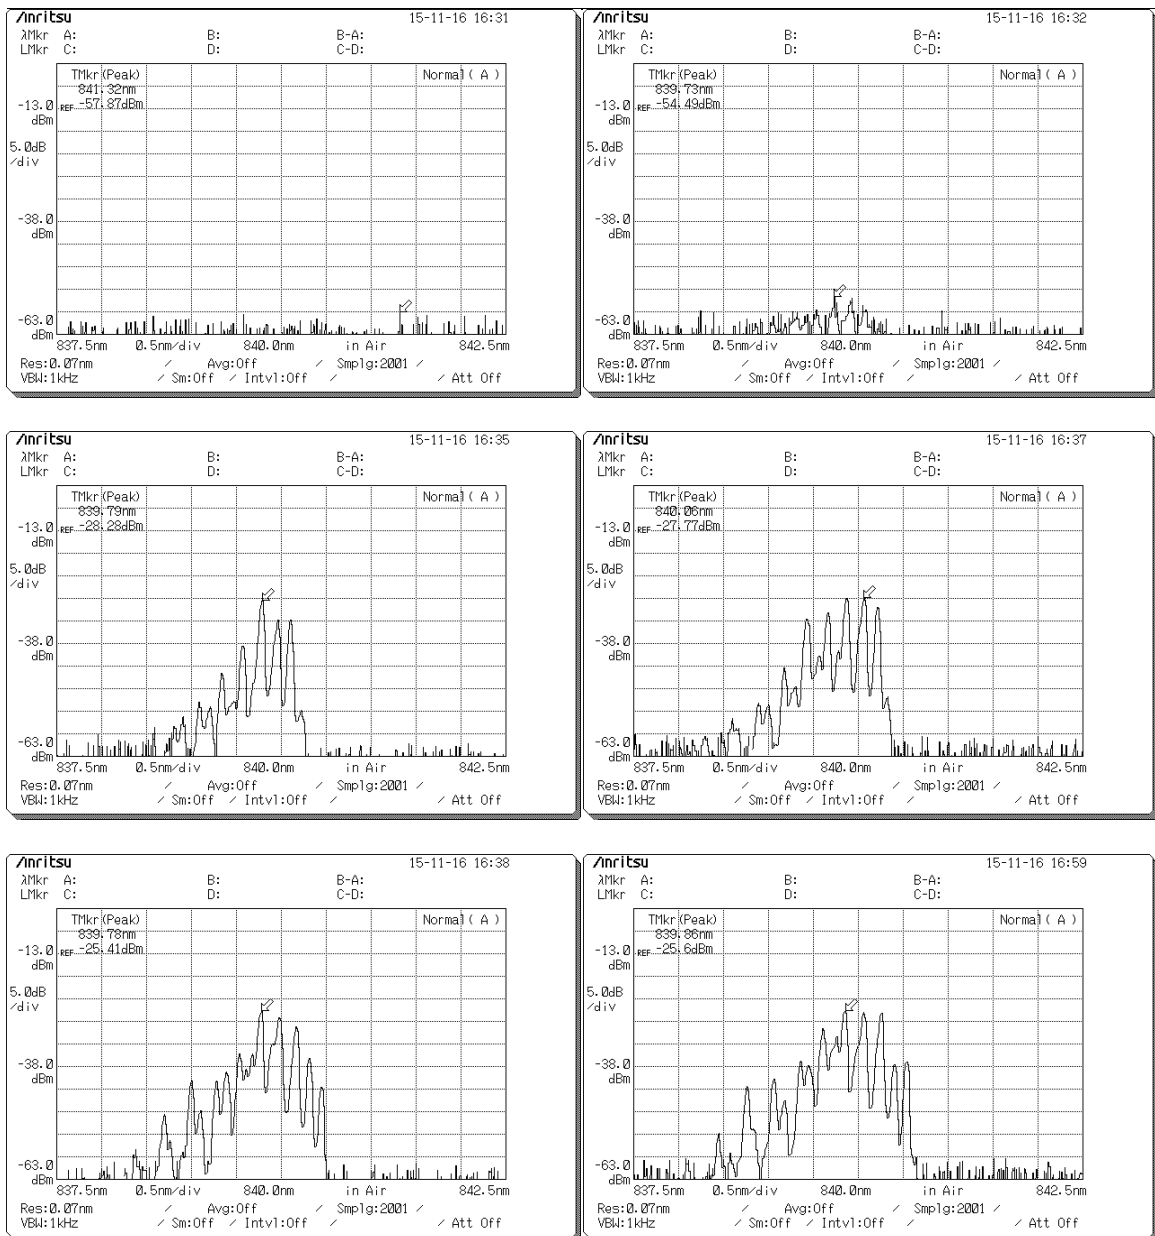 Anritsu 15-11-16 16:31
λMkr A: B: B-A:
LMkr C: D: C-D:
TMkr(Peak) Normal(A)
841.32nm
-13.0 REF -57.87dBm
dBm
5.0dB
/div
-38.0
dBm
-63.0
dBm
837.5nm 0.5nm/div 840.0nm in Air 842.5nm
Res:0.07nm / Avg:Off / Smplg:2001 /
VBW:1kHz / Sm:Off / Intvl:Off / Att Off
Anritsu 15-11-16 16:32
λMkr A: B: B-A:
LMkr C: D: C-D:
TMkr(Peak) Normal(A)
839.73nm
-13.0 REF -54.49dBm
dBm
5.0dB
/div
-38.0
dBm
-63.0
dBm
837.5nm 0.5nm/div 840.0nm in Air 842.5nm
Res:0.07nm / Avg:Off / Smplg:2001 /
VBW:1kHz / Sm:Off / Intvl:Off / Att Off
Anritsu 15-11-16 16:35
λMkr A: B: B-A:
LMkr C: D: C-D:
TMkr(Peak) Normal(A)
839.79nm
-13.0 REF -28.28dBm
dBm
5.0dB
/div
-38.0
dBm
-63.0
dBm
837.5nm 0.5nm/div 840.0nm in Air 842.5nm
Res:0.07nm / Avg:Off / Smplg:2001 /
VBW:1kHz / Sm:Off / Intvl:Off / Att Off
Anritsu 15-11-16 16:37
λMkr A: B: B-A:
LMkr C: D: C-D:
TMkr(Peak) Normal(A)
840.06nm
-13.0 REF -27.77dBm
dBm
5.0dB
/div
-38.0
dBm
-63.0
dBm
837.5nm 0.5nm/div 840.0nm in Air 842.5nm
Res:0.07nm / Avg:Off / Smplg:2001 /
VBW:1kHz / Sm:Off / Intvl:Off / Att Off
Anritsu 15-11-16 16:38
λMkr A: B: B-A:
LMkr C: D: C-D:
TMkr(Peak) Normal(A)
839.78nm
-13.0 REF -25.41dBm
dBm
5.0dB
/div
-38.0
dBm
-63.0
dBm
837.5nm 0.5nm/div 840.0nm in Air 842.5nm
Res:0.07nm / Avg:Off / Smplg:2001 /
VBW:1kHz / Sm:Off / Intvl:Off / Att Off
Anritsu 15-11-16 16:59
λMkr A: B: B-A:
LMkr C: D: C-D:
TMkr(Peak) Normal(A)
839.86nm
-13.0 REF -25.6dBm
dBm
5.0dB
/div
-38.0
dBm
-63.0
dBm
837.5nm 0.5nm/div 840.0nm in Air 842.5nm
Res:0.07nm / Avg:Off / Smplg:2001 /
VBW:1kHz / Sm:Off / Intvl:Off / Att Off